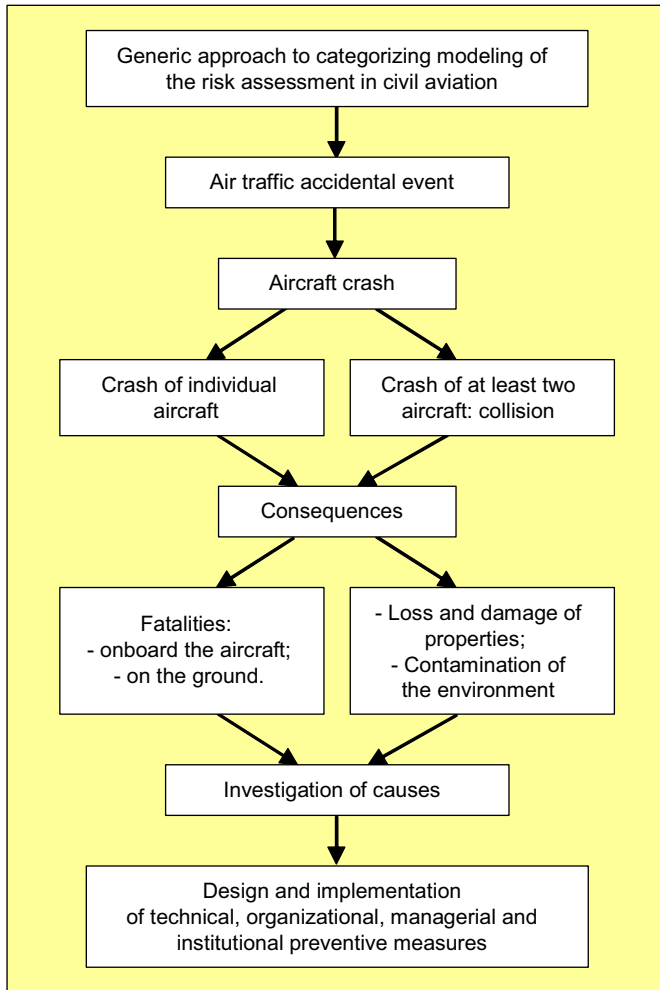 Generic approach to categorizing modeling of
the risk assessment in civil aviation
Air traffic accidental event
Aircraft crash
Crash of individual
aircraft
Crash of at least two
aircraft: collision
Consequences
Fatalities:
- onboard the aircraft;
- on the ground.
- Loss and damage of
properties;
- Contamination of
the environment
Investigation of causes
Design and implementation
of technical, organizational, managerial and
institutional preventive measures